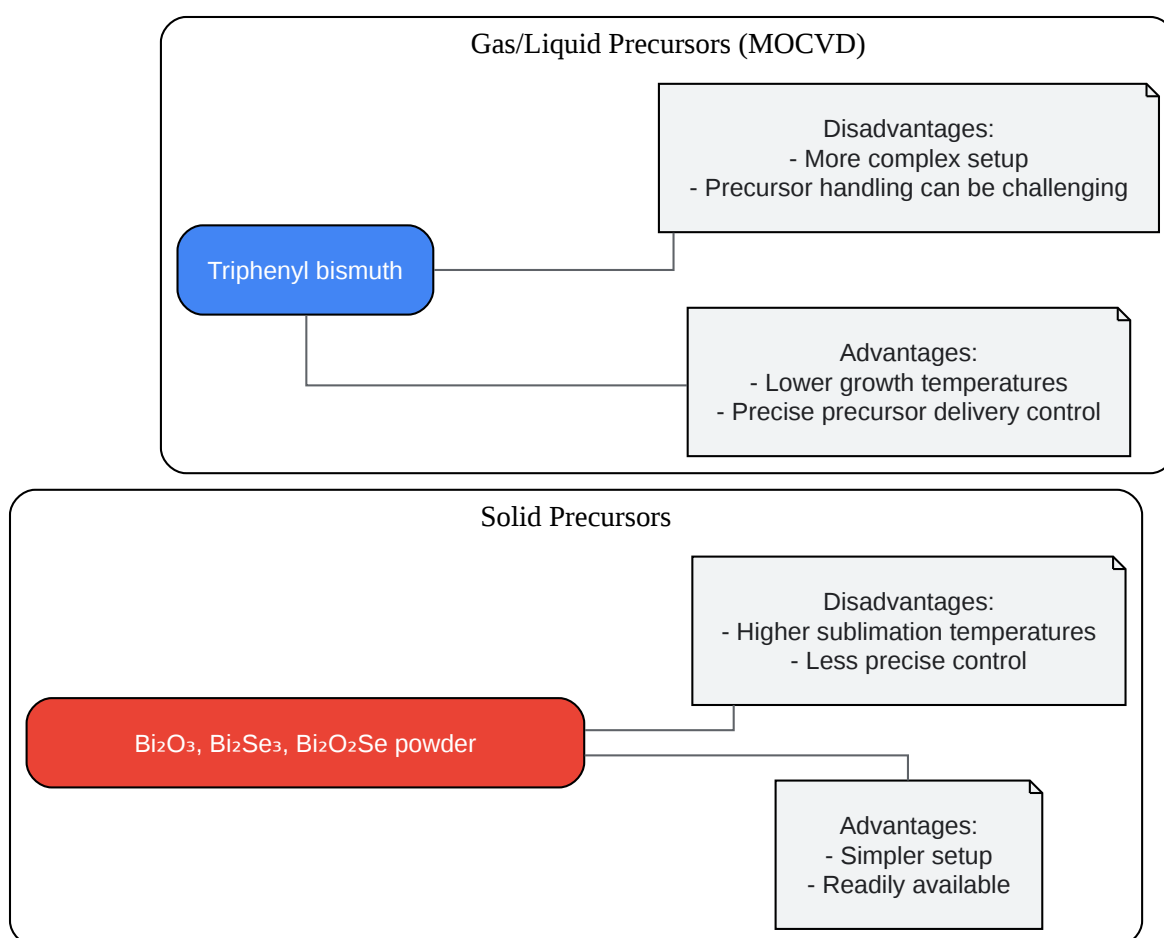 Gas/Liquid Precursors (MOCVD)
Disadvantages:
- More complex setup
- Precursor handling can be challenging
Triphenyl bismuth
Advantages:
- Lower growth temperatures
- Precise precursor delivery control
Solid Precursors
Disadvantages:
- Higher sublimation temperatures
- Less precise control
Bi₂O₃, Bi₂Se₃, Bi₂O₂Se powder
Advantages:
- Simpler setup
- Readily available